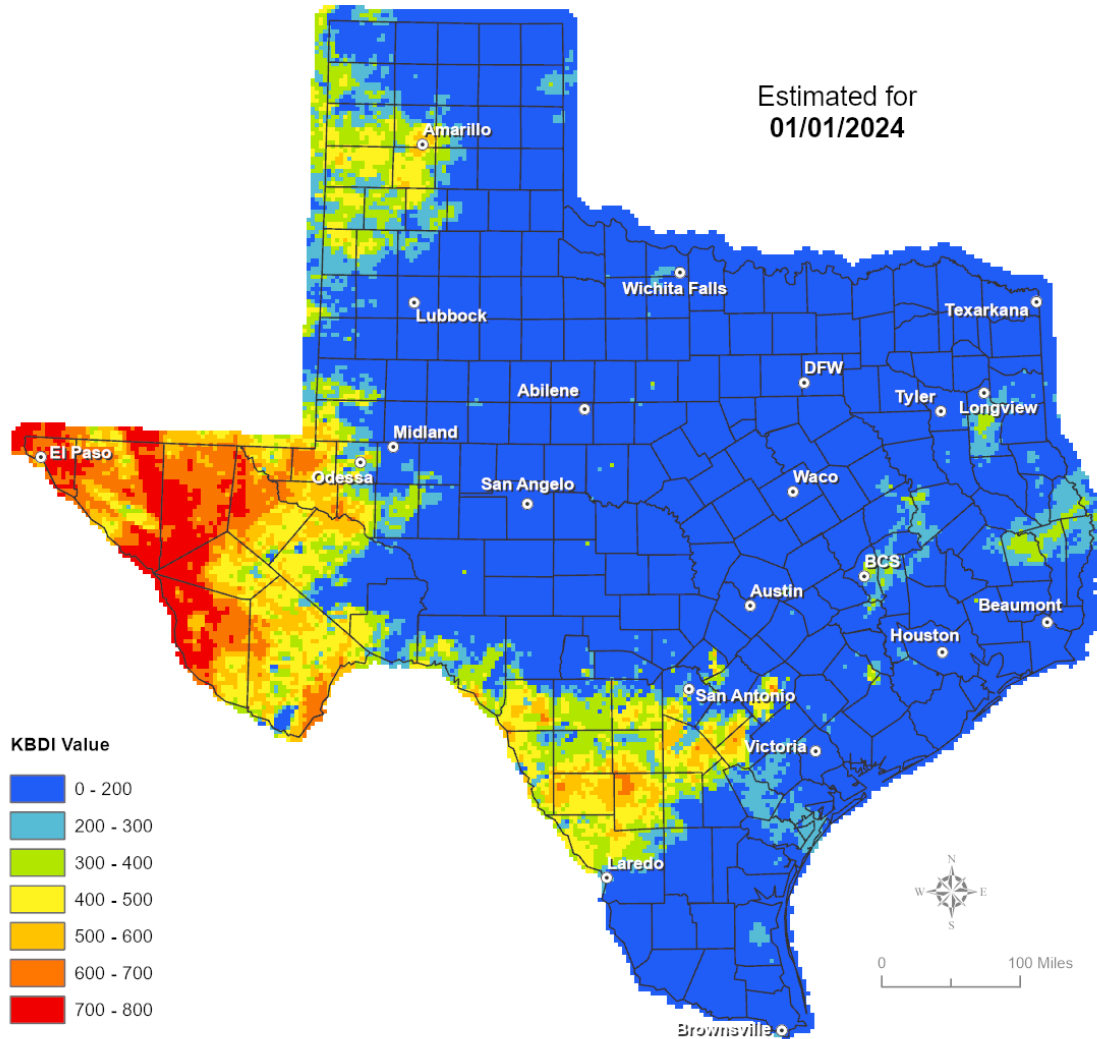 Estimated for
01/01/2024
Amarillo
Wichita Falls
Lubbock
Texarkana
DFW
Abilene
Tyler
Longview
Midland
El Paso
Odessa
San Angelo
Waco
BCS
Austin
Beaumont
Houston
San Antonio
Victoria
Laredo
Brownsville
KBDI Value
0 - 200
200 - 300
300 - 400
400 - 500
500 - 600
600 - 700
700 - 800
N
W E
S
0 100 Miles